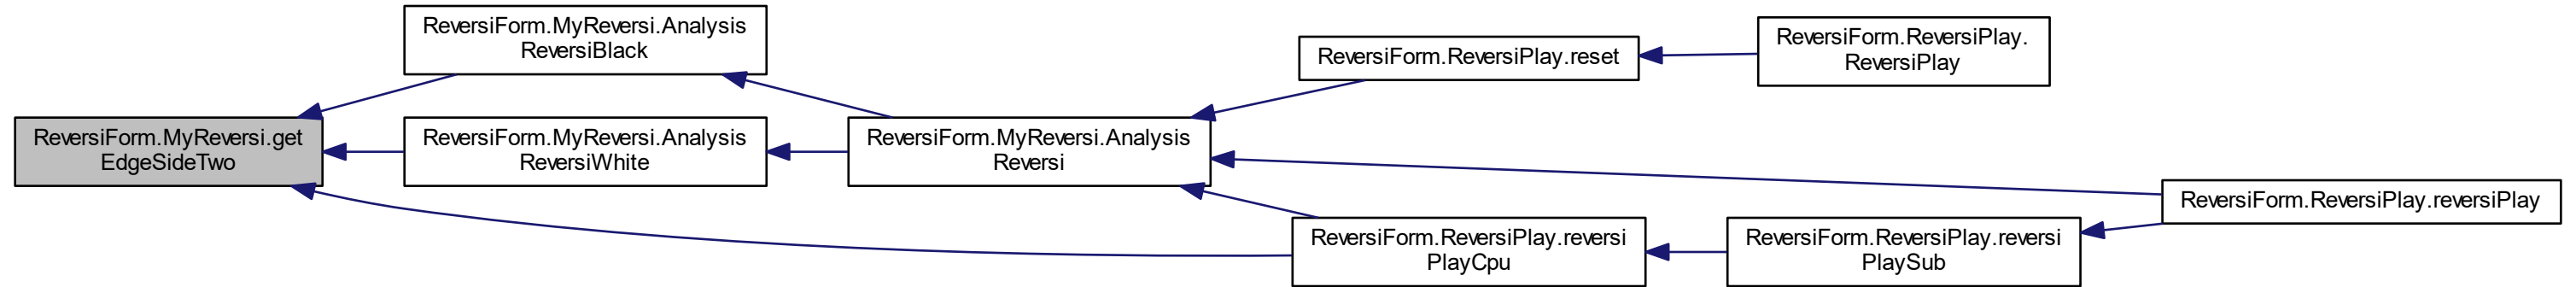 ReversiForm.MyReversi.get
EdgeSideTwo
ReversiForm.MyReversi.Analysis
ReversiBlack
ReversiForm.MyReversi.Analysis
ReversiWhite
ReversiForm.MyReversi.Analysis
Reversi
ReversiForm.ReversiPlay.reset
ReversiForm.ReversiPlay.
ReversiPlay
ReversiForm.ReversiPlay.reversi
PlayCpu
ReversiForm.ReversiPlay.reversi
PlaySub
ReversiForm.ReversiPlay.reversiPlay